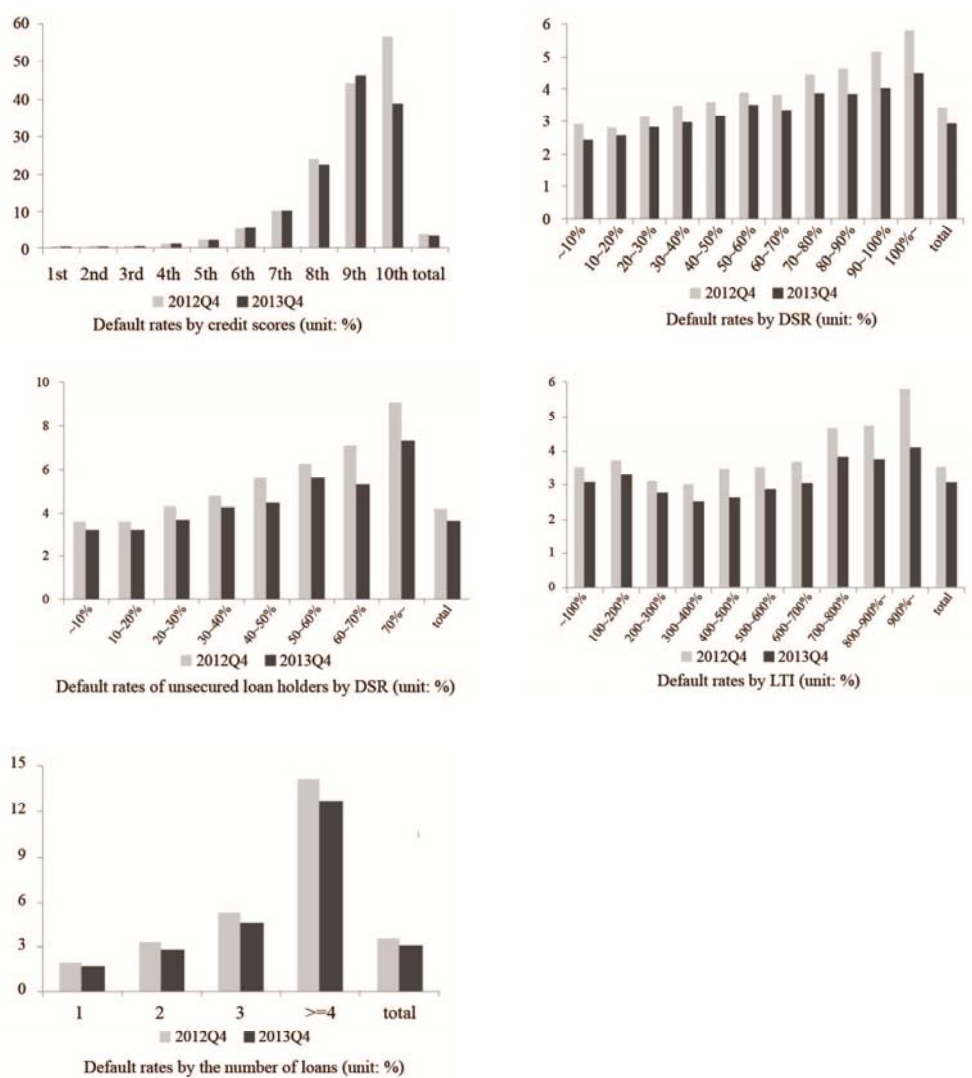 60
50
40
30
20
10
0
1st 2nd 3rd 4th 5th 6th 7th 8th 9th 10th total
2012Q4 2013Q4
Default rates by credit scores (unit: %)
6
5
4
3
2
1
0
~10% 10~20% 20~30% 30~40% 40~50% 50~60% 60~70% 70~80% 80~90% 90~100% 100%~ total
2012Q4 2013Q4
Default rates by DSR (unit: %)
10
8
6
4
2
0
~10% 10~20% 20~30% 30~40% 40~50% 50~60% 60~70% 70%~ total
2012Q4 2013Q4
Default rates of unsecured loan holders by DSR (unit: %)
6
5
4
3
2
1
0
~100% 100~200% 200~300% 300~400% 400~500% 500~600% 600~700% 700~800% 800~900%~ 900%~ total
2012Q4 2013Q4
Default rates by LTI (unit: %)
15
12
9
6
3
0
1 2 3 >=4 total
2012Q4 2013Q4
Default rates by the number of loans (unit: %)